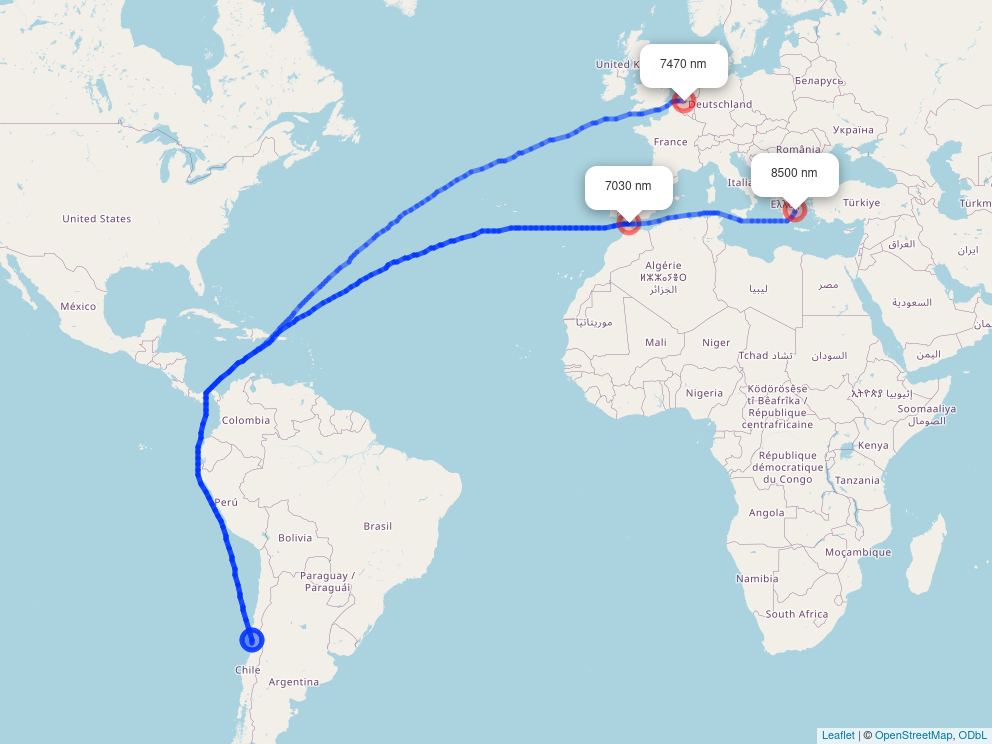 7470 nm
United K
Беларусь
Deutschland
Україна
France
România
7030 nm
8500 nm
Italia
Ελλ
Türkiye
Türkm
United States
México
Algérie
ⵍⵣⵣⴰⵢⴻⵔ
الجزائر
ليبيا
مصر
العراق
ایران
السعودية
موريتانيا
Mali
Niger
Tchad تشاد
السودان
اليمن
Nigeria
Ködörösêse
tî Bêafrîka /
République
centrafricaine
ኢትዮጵያ إثيوبيا
Soomaaliya
الصومال
Colombia
Kenya
République
démocratique
du Congo
Tanzania
Perú
Brasil
Angola
Bolivia
Moçambique
Paraguay /
Paraguái
Namibia
South Africa
Chile
Argentina
Leaflet | © OpenStreetMap, ODbL